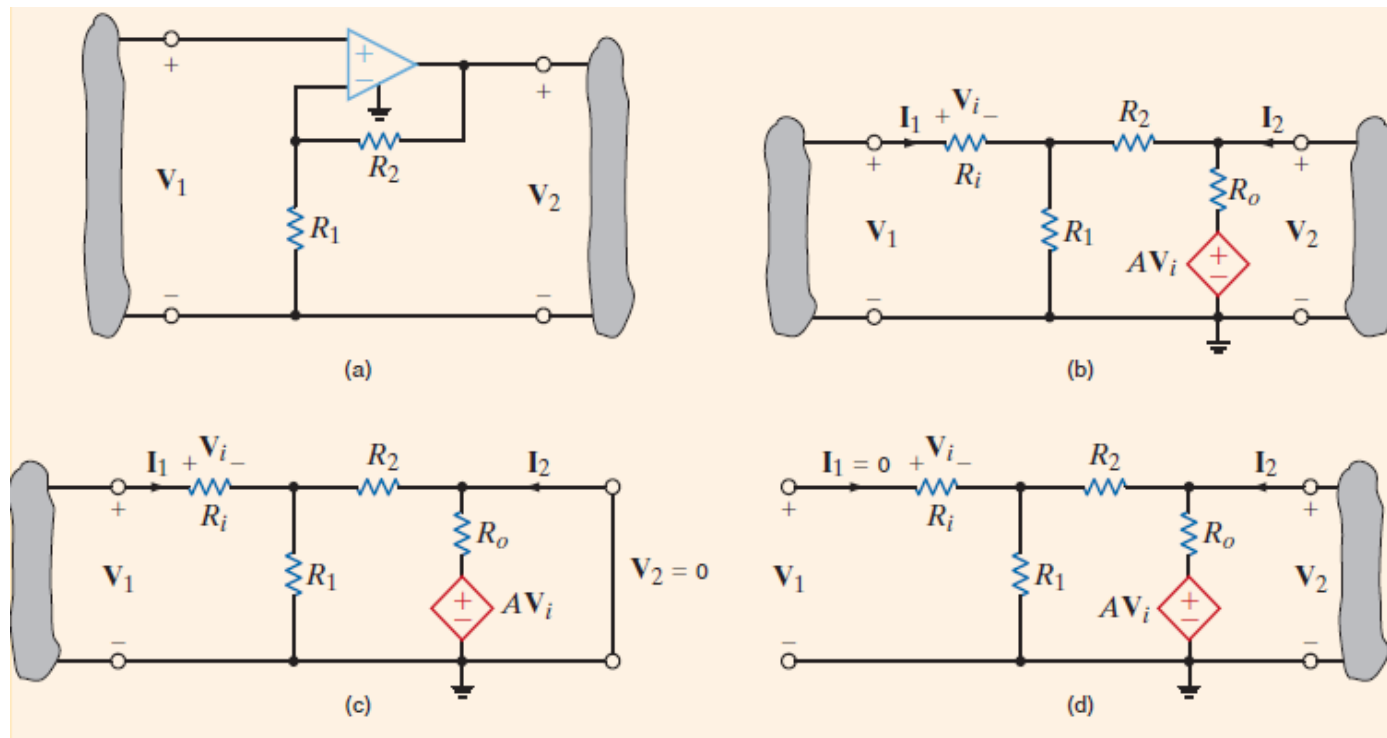 +
−
+
+
R₂
V₁
V₂
R₁
−
−
(a)
I₁ + Vᵢ −
R₂
I₂
+
Rᵢ
+
Rₒ
V₁
R₁
V₂
AVᵢ
+
−
−
−
(b)
I₁ + Vᵢ −
R₂
I₂
+
Rᵢ
Rₒ
V₁
R₁
V₂ = 0
+
−
AVᵢ
−
(c)
I₁ = 0 + Vᵢ −
R₂
I₂
+
Rᵢ
+
Rₒ
V₁
R₁
V₂
AVᵢ
+
−
−
−
(d)